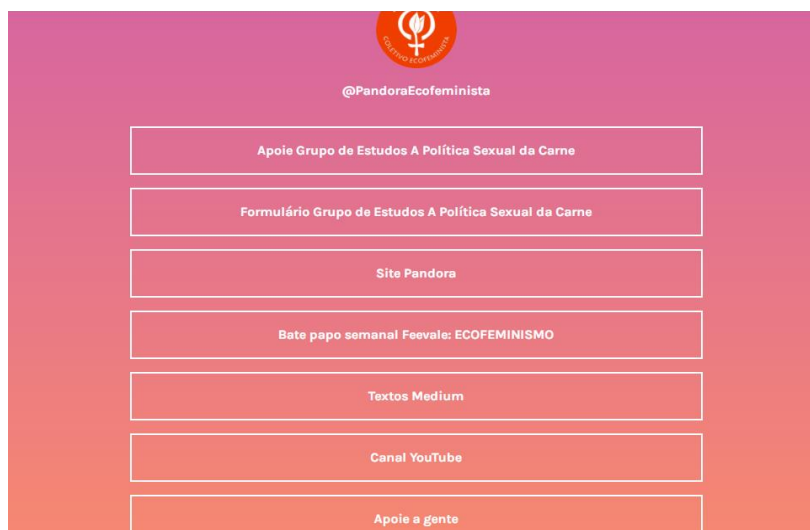 COLETIVO ECOFEMINISTA
@PandoraEcofeminista
Apoie Grupo de Estudos A Política Sexual da Carne
Formulário Grupo de Estudos A Política Sexual da Carne
Site Pandora
Bate papo semanal Feevale: ECOFEMINISMO
Textos Medium
Canal YouTube
Apoie a gente